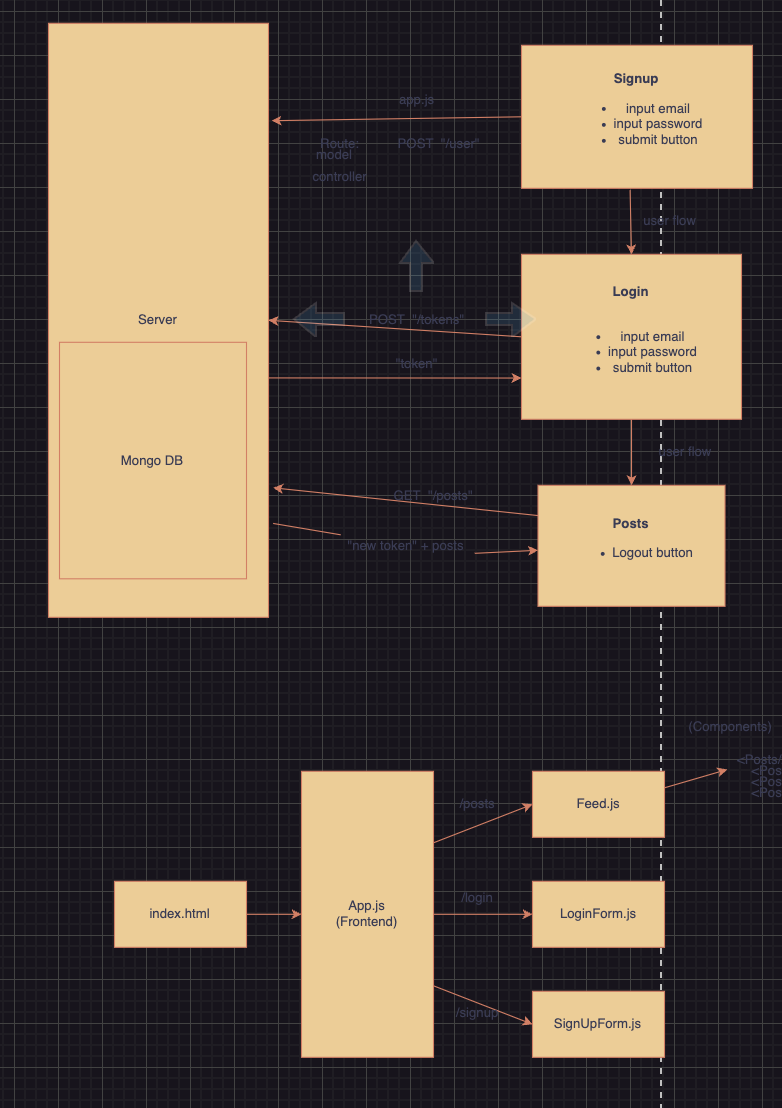 Signup
input email
input password
submit button
app.js
Route: POST "/user"
model
controller
user flow
Login
input email
input password
submit button
Server
POST "/tokens"
"token"
Mongo DB
user flow
GET "/posts"
Posts
Logout button
"new token" + posts
(Components)
<Posts/
<Pos
<Pos
<Pos
/posts
Feed.js
index.html
App.js
(Frontend)
/login
LoginForm.js
/signup
SignUpForm.js